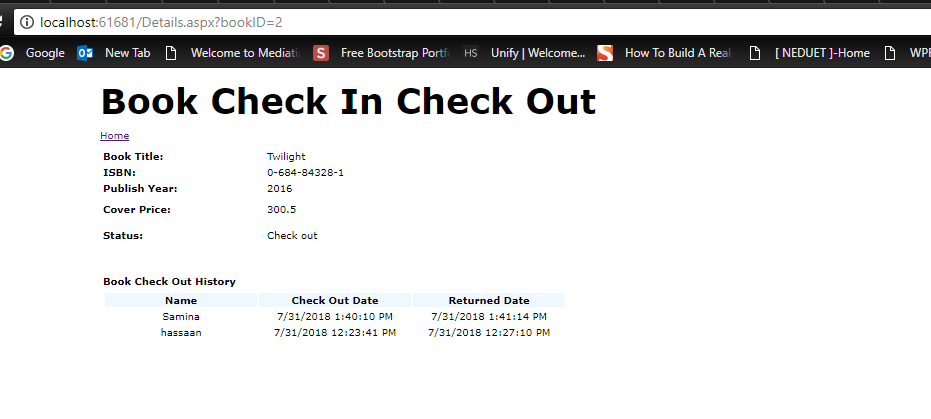 localhost:61681/Details.aspx?bookID=2
Google New Tab Welcome to Mediati Free Bootstrap Portf HS Unify | Welcome... How To Build A Real- [ NEDUET ]-Home WPF
Book Check In Check Out
Home
Book Title: Twilight
ISBN: 0-684-84328-1
Publish Year: 2016
Cover Price: 300.5
Status: Check out
Book Check Out History
Name Check Out Date Returned Date
Samina 7/31/2018 1:40:10 PM 7/31/2018 1:41:14 PM
hassaan 7/31/2018 12:23:41 PM 7/31/2018 12:27:10 PM